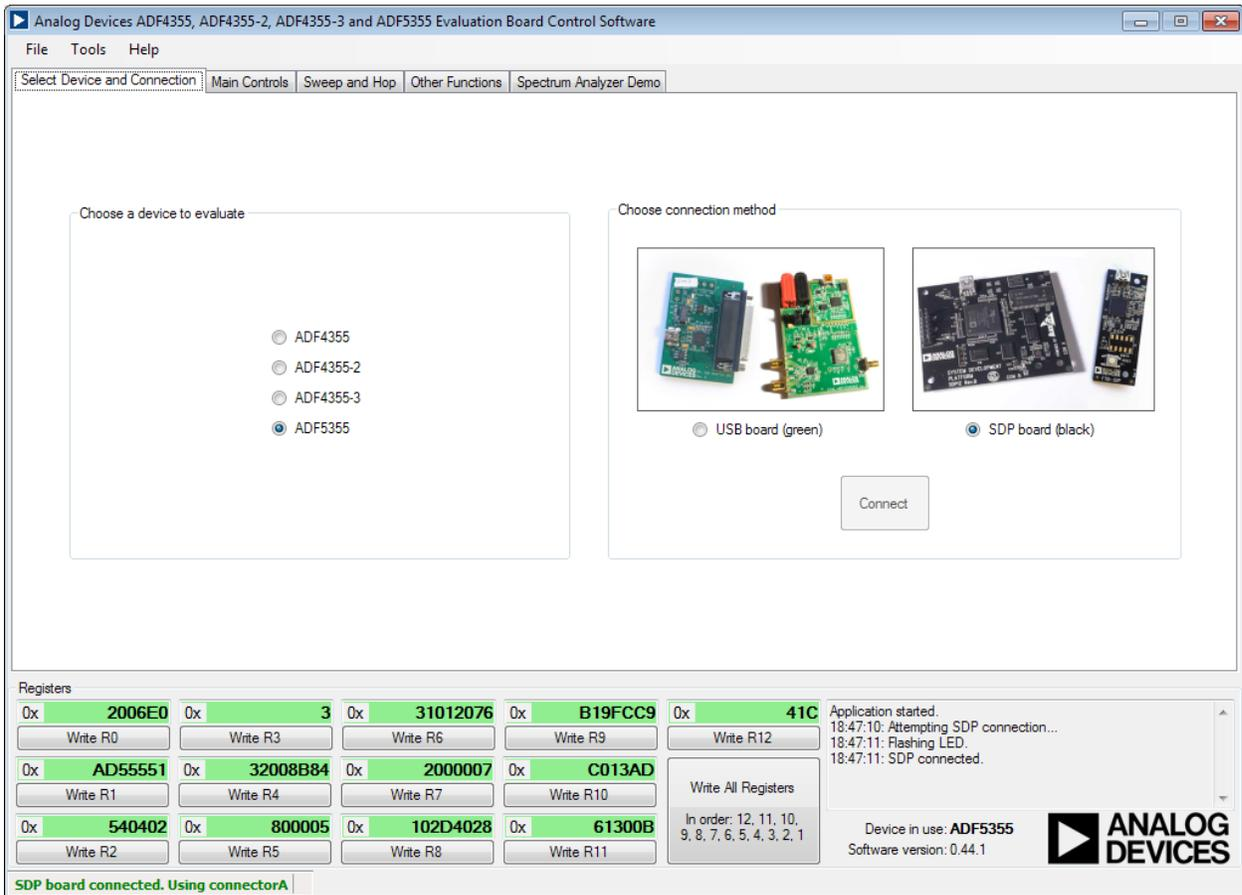 Analog Devices ADF4355, ADF4355-2, ADF4355-3 and ADF5355 Evaluation Board Control Software
File Tools Help
Select Device and Connection Main Controls Sweep and Hop Other Functions Spectrum Analyzer Demo
Choose a device to evaluate
ADF4355
ADF4355-2
ADF4355-3
ADF5355
Choose connection method
ANALOG DEVICES
SYSTEM DEVELOPMENT
PLATFORM
USB board (green)
SDP board (black)
Connect
Registers
0x 2006E0 0x 3 0x 31012076 0x B19FCC9 0x 41C
Write R0 Write R3 Write R6 Write R9 Write R12
0x AD55551 0x 32008B84 0x 2000007 0x C013AD
Write R1 Write R4 Write R7 Write R10
0x 540402 0x 800005 0x 102D4028 0x 61300B
Write R2 Write R5 Write R8 Write R11
Write All Registers
In order: 12, 11, 10,
9, 8, 7, 6, 5, 4, 3, 2, 1
Application started.
18:47:10: Attempting SDP connection...
18:47:11: Flashing LED.
18:47:11: SDP connected.
Device in use: ADF5355
Software version: 0.44.1
ANALOG
DEVICES
SDP board connected. Using connectorA